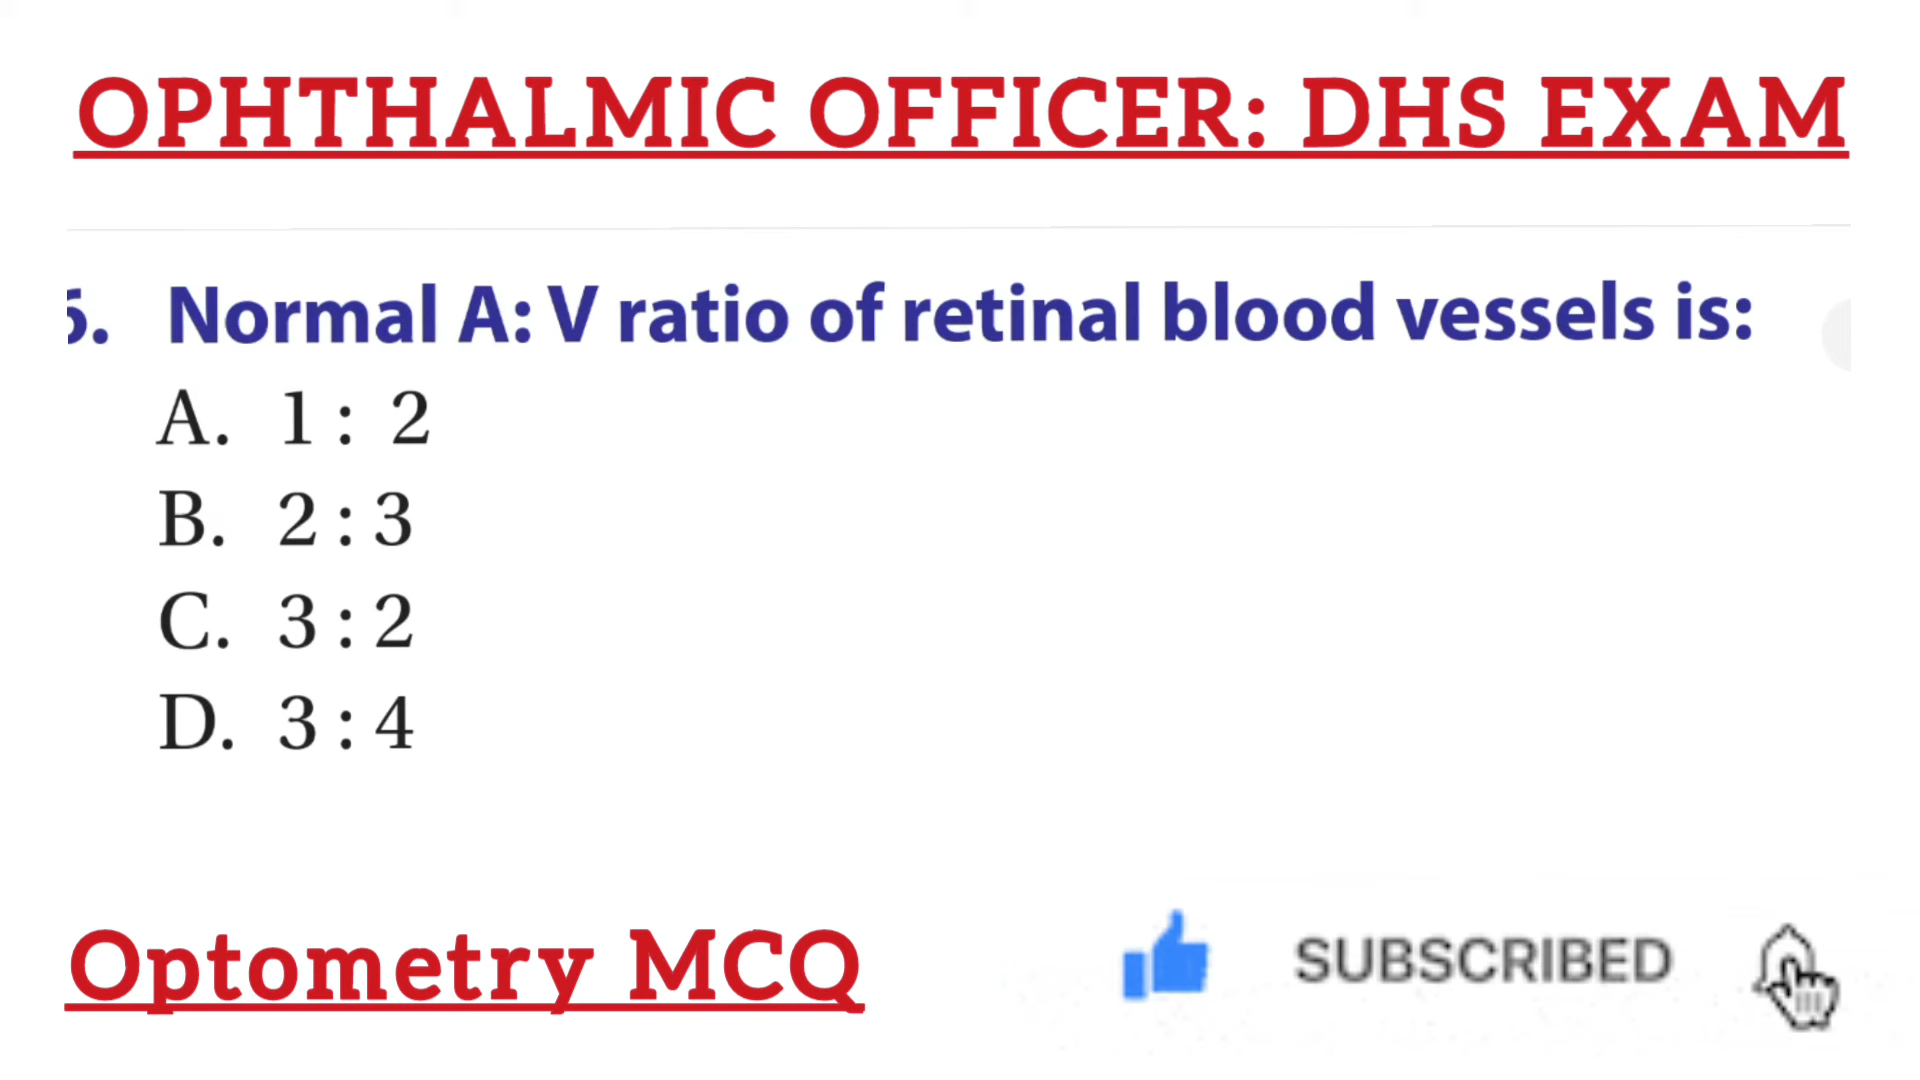 OPHTHALMIC OFFICER: DHS EXAM
6. Normal A: V ratio of retinal blood vessels is:
A. 1 : 2
B. 2 : 3
C. 3 : 2
D. 3 : 4
Optometry MCQ
SUBSCRIBED